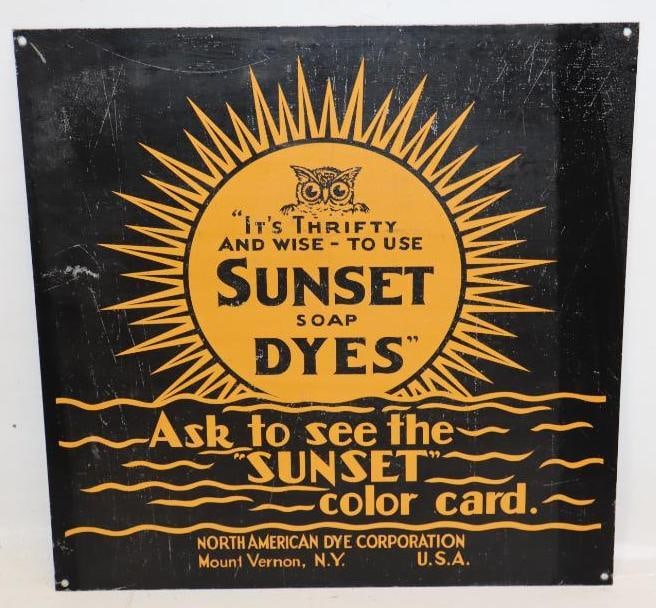 "IT'S THRIFTY
AND WISE - TO USE
SUNSET
SOAP
DYES"
Ask to see the
"SUNSET"
color card.
NORTH AMERICAN DYE CORPORATION
Mount Vernon, N.Y. U.S.A.